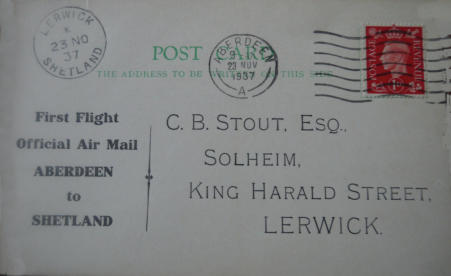 LERWICK
23 NO
37
SHETLAND
POST CARD
THE ADDRESS TO BE WRITTEN ON THIS SIDE
ABERDEEN
23 NOV
1937
A
POSTAGE
REVENUE
First Flight
Official Air Mail
ABERDEEN
to
SHETLAND
C. B. STOUT, ESQ.,
SOLHEIM,
KING HARALD STREET,
LERWICK.